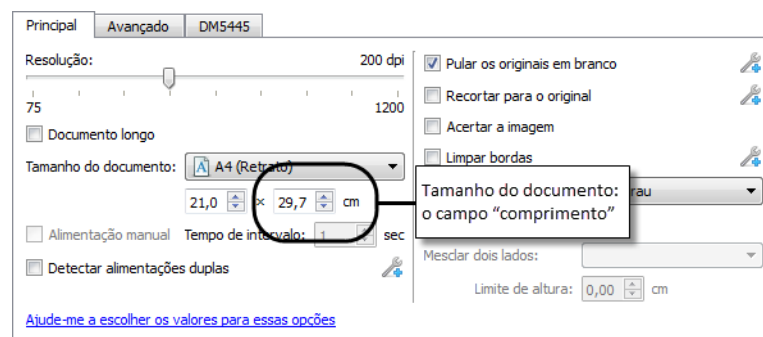 Principal Avançado DM5445
Resolução: 200 dpi
75 1200
Documento longo
Tamanho do documento: A4 (Retrato)
21,0 × 29,7 cm
Alimentação manual Tempo de intervalo: 1 sec
Detectar alimentações duplas
Ajude-me a escolher os valores para essas opções
Pular os originais em branco
Recortar para o original
Acertar a imagem
Limpar bordas
rau
Tamanho do documento:
o campo “comprimento”
Mesclar dois lados:
Limite de altura: 0,00 cm